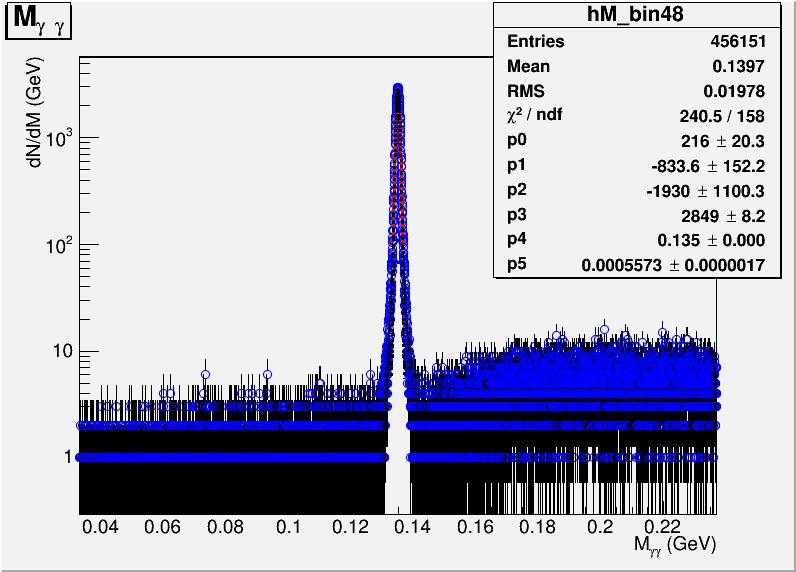 M γ γ
hM_bin48
Entries 456151
Mean 0.1397
RMS 0.01978
χ² / ndf 240.5 / 158
p0 216 ± 20.3
p1 -833.6 ± 152.2
p2 -1930 ± 1100.3
p3 2849 ± 8.2
p4 0.135 ± 0.000
p5 0.0005573 ± 0.0000017
dN/dM (GeV)
10³
10²
10
1
0.04 0.06 0.08 0.1 0.12 0.14 0.16 0.18 0.2 0.22
Mγγ (GeV)